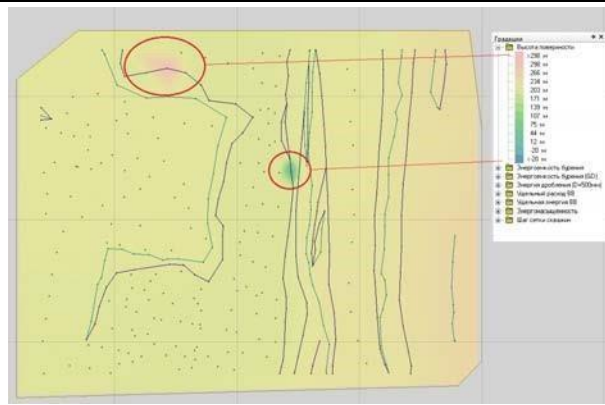 Градации
Высота поверхности
>298 м
298 м
266 м
234 м
203 м
171 м
139 м
107 м
75 м
44 м
12 м
-20 м
<-20 м
Энергоемкость бурения
Энергоемкость бурения (GD)
Энергия дробления (D=500мм)
Удельный расход ВВ
Удельная энергия ВВ
Энергонасыщенность
Шаг сетки скважин